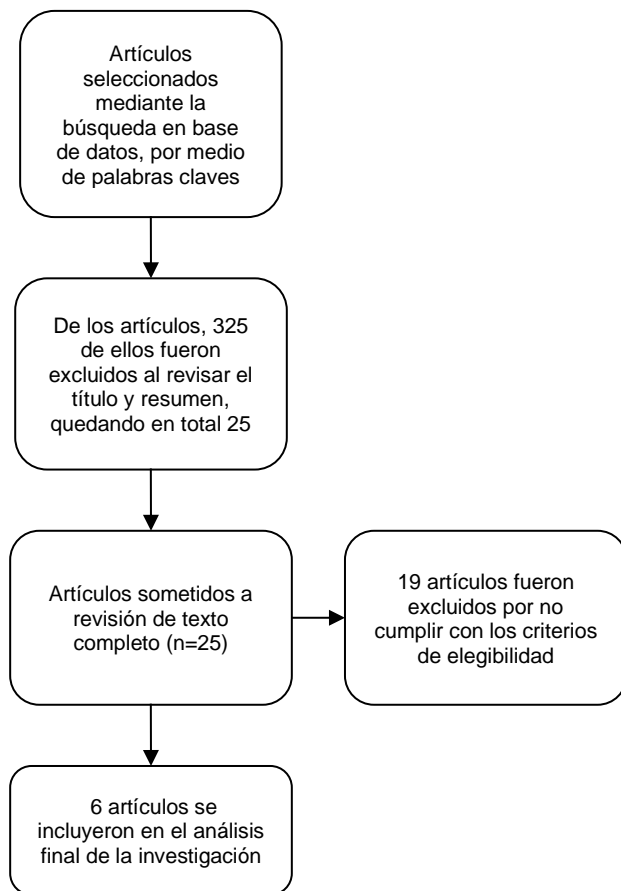 Artículos
seleccionados
mediante la
búsqueda en base
de datos, por medio
de palabras claves
De los artículos, 325
de ellos fueron
excluidos al revisar el
título y resumen,
quedando en total 25
Artículos sometidos a
revisión de texto
completo (n=25)
19 artículos fueron
excluidos por no
cumplir con los criterios
de elegibilidad
6 artículos se
incluyeron en el análisis
final de la investigación